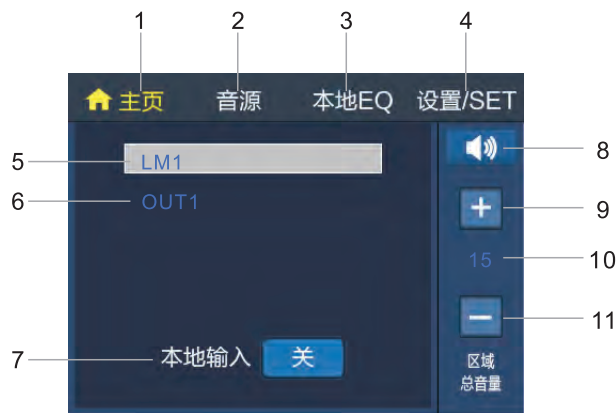 1 2 3 4
主页 音源 本地EQ 设置/SET
5 LM1 8
6 OUT1 9
15 10
11
7 本地输入 关 区域
总音量